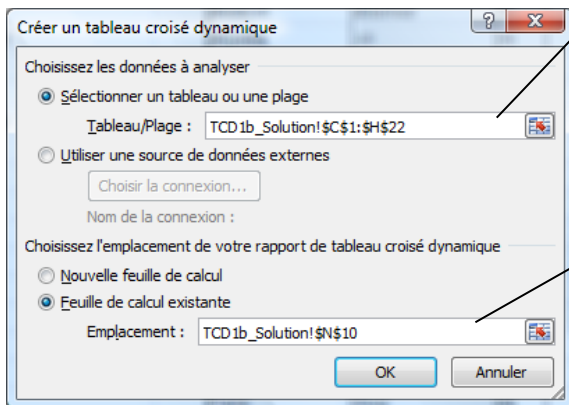 Créer un tableau croisé dynamique
Choisissez les données à analyser
Sélectionner un tableau ou une plage
Tableau/Plage : TCD1b_Solution!$C$1:$H$22
Utiliser une source de données externes
Choisir la connexion...
Nom de la connexion :
Choisissez l'emplacement de votre rapport de tableau croisé dynamique
Nouvelle feuille de calcul
Feuille de calcul existante
Emplacement : TCD1b_Solution!$N$10
OK Annuler